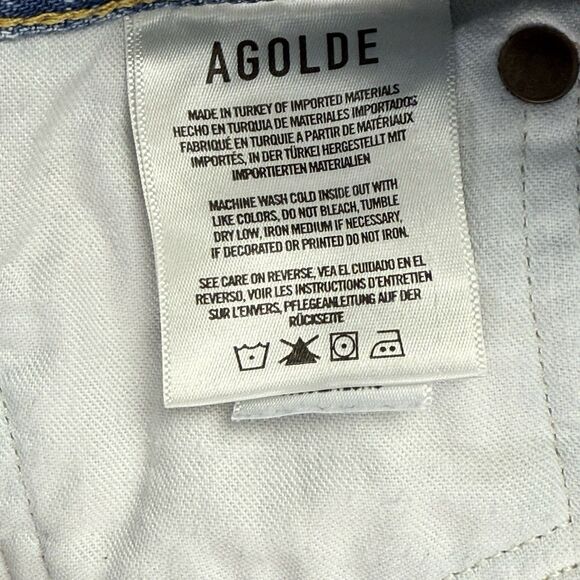 AGOLDE
MADE IN TURKEY OF IMPORTED MATERIALS
HECHO EN TURQUIA DE MATERIALES IMPORTADOS
FABRIQUÉ EN TURQUIE A PARTIR DE MATÉRIAUX
IMPORTÉS, IN DER TÜRKEI HERGESTELLT MIT
IMPORTIERTEN MATERIALIEN
MACHINE WASH COLD INSIDE OUT WITH
LIKE COLORS, DO NOT BLEACH, TUMBLE
DRY LOW, IRON MEDIUM IF NECESSARY,
IF DECORATED OR PRINTED DO NOT IRON.
SEE CARE ON REVERSE, VEA EL CUIDADO EN EL
REVERSO, VOIR LES INSTRUCTIONS D'ENTRETIEN
SUR L'ENVERS, PFLEGEANLEITUNG AUF DER
RÜCKSEITE